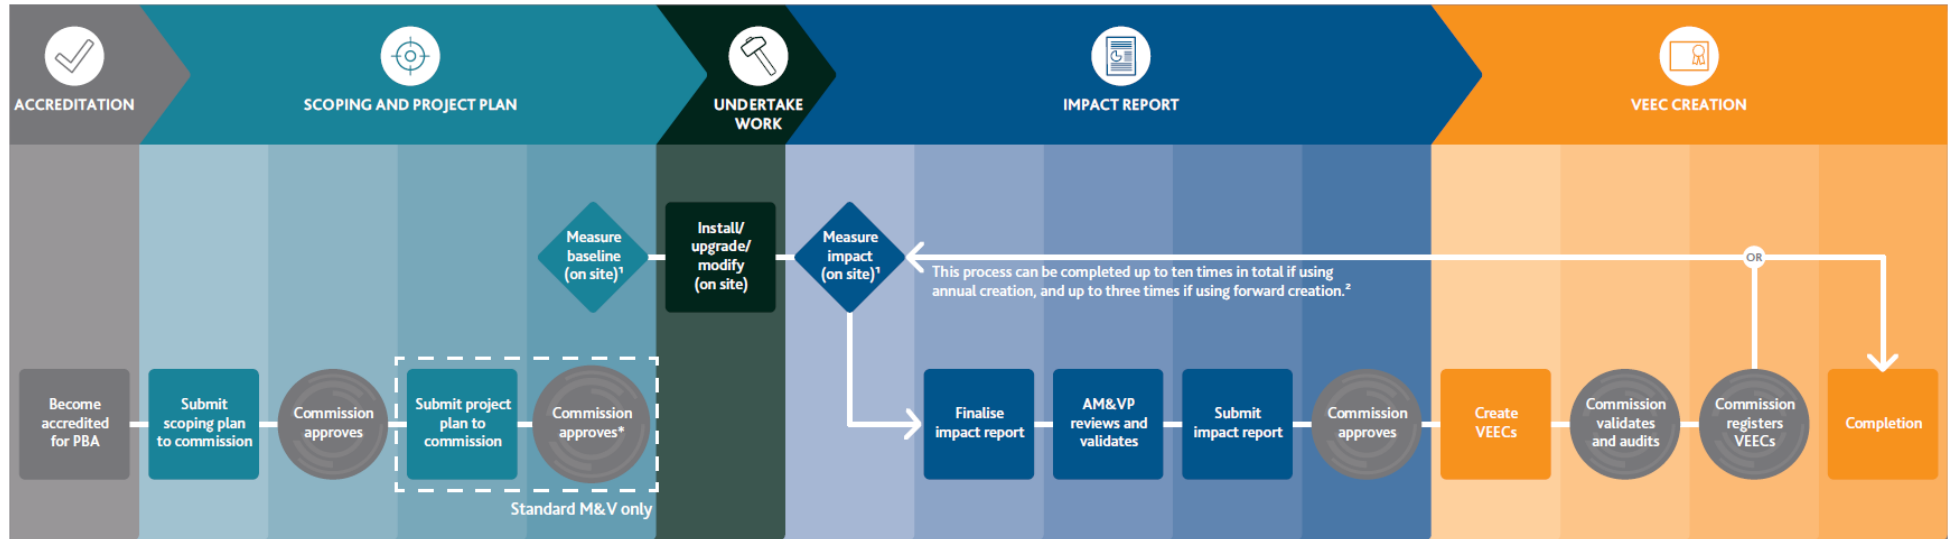 ACCREDITATION
SCOPING AND PROJECT PLAN
UNDERTAKE
WORK
IMPACT REPORT
VEEC CREATION
Measure
baseline
(on site)¹
Install/
upgrade/
modify
(on site)
Measure
impact
(on site)¹
OR
This process can be completed up to ten times in total if using
annual creation, and up to three times if using forward creation.²
Become
accredited
for PBA
Submit
scoping plan
to commission
Commission
approves
Submit project
plan to
commission
Commission
approves*
Standard M&V only
Finalise
impact report
AM&VP
reviews and
validates
Submit
impact report
Commission
approves
Create
VEECs
Commission
validates
and audits
Commission
registers
VEECs
Completion